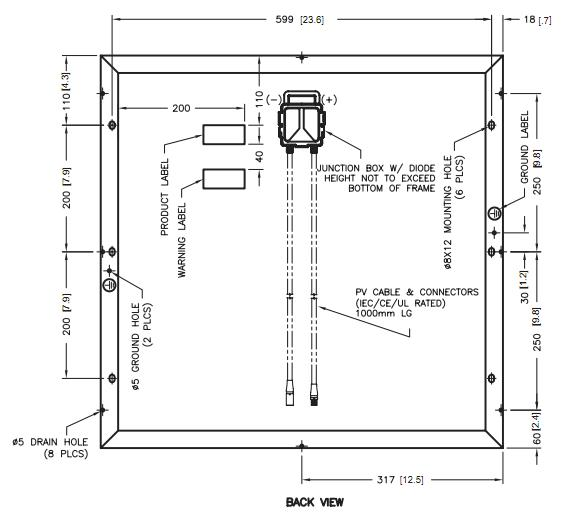 599 [23.6]
18 [.7]
110 [4.3]
200
110
(-)
(+)
40
PRODUCT LABEL
WARNING LABEL
JUNCTION BOX W/ DIODE
HEIGHT NOT TO EXCEED
BOTTOM OF FRAME
ø8X12 MOUNTING HOLE
(6 PLCS)
GROUND LABEL
250 [9.8]
200 [7.9]
200 [7.9]
30 [1.2]
250 [9.8]
PV CABLE & CONNECTORS
(IEC/CE/UL RATED)
1000mm LG
ø5 GROUND HOLE
(2 PLCS)
ø5 DRAIN HOLE
(8 PLCS)
60 [2.4]
317 [12.5]
BACK VIEW